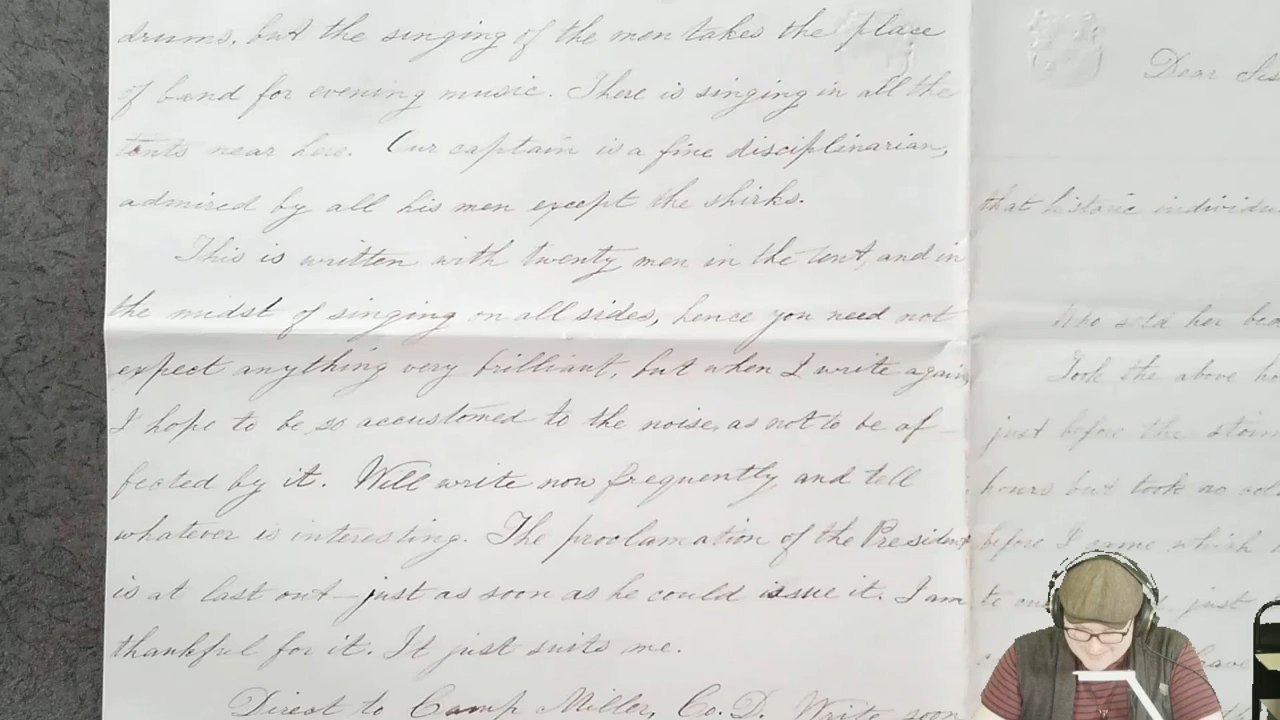 drums, but the singing of the men takes the place
of band for evening music. There is singing in all the
tents near here. Our captain is a fine disciplinarian,
admired by all his men except the shirks.
This is written with twenty men in the tent, and in
the midst of singing on all sides, hence you need not
expect anything very brilliant, but when I write again,
I hope to be so accustomed to the noise, as not to be af
fected by it. Will write now frequently and tell
whatever is interesting. The proclamation of the President
is at last out—just as soon as he could issue it. I am
thankful for it. It just suits me.
Direct to Camp Miller, Co. D. Write soon
Dear
that historic
Who sold her
Took the above
just before the storm
hours but took no
before I came which
to just
have